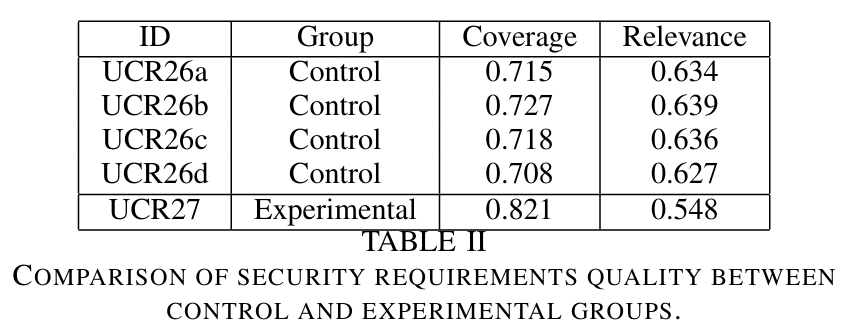 ID Group Coverage Relevance
UCR26a Control 0.715 0.634
UCR26b Control 0.727 0.639
UCR26c Control 0.718 0.636
UCR26d Control 0.708 0.627
UCR27 Experimental 0.821 0.548
TABLE II
COMPARISON OF SECURITY REQUIREMENTS QUALITY BETWEEN
CONTROL AND EXPERIMENTAL GROUPS.